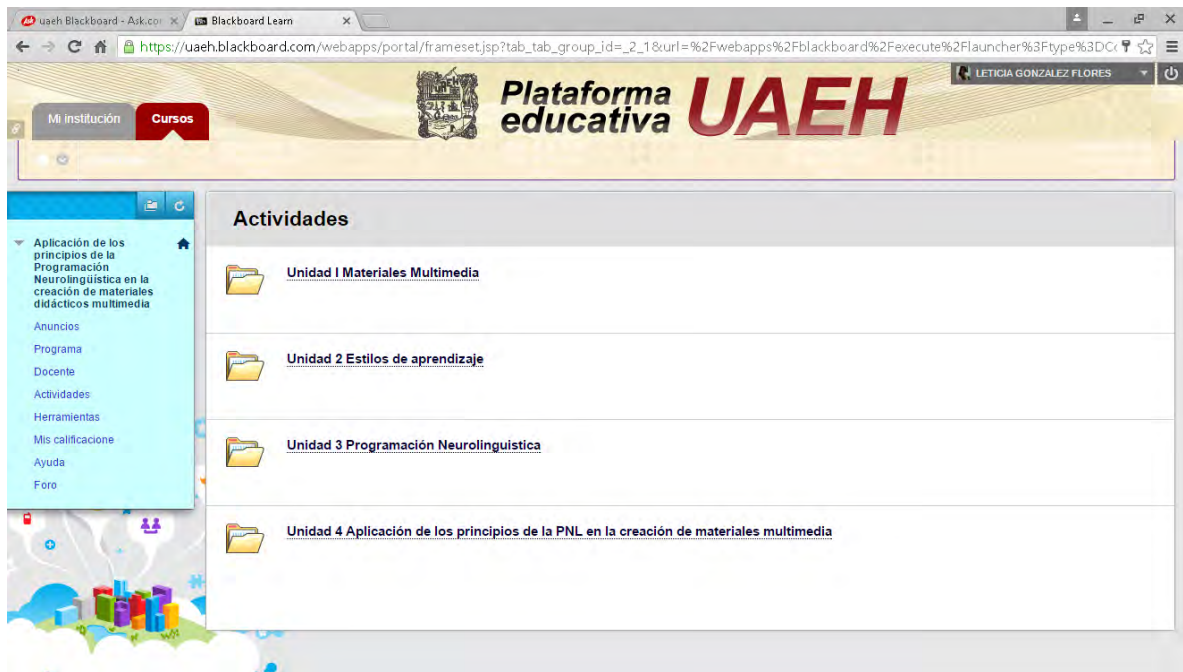 uaeh Blackboard - Ask.con
Blackboard Learn
https://uaeh.blackboard.com/webapps/portal/frameset.jsp?tab_tab_group_id=_2_1&url=%2Fwebapps%2Fblackboard%2Fexecute%2Flauncher%3Ftype%3DCo
LETICIA GONZALEZ FLORES
Plataforma
educativa
UAEH
Mi institución
Cursos
Aplicación de los
principios de la
Programación
Neurolingüística en la
creación de materiales
didácticos multimedia
Anuncios
Programa
Docente
Actividades
Herramientas
Mis calificacione
Ayuda
Foro
Actividades
Unidad I Materiales Multimedia
Unidad 2 Estilos de aprendizaje
Unidad 3 Programación Neurolinguistica
Unidad 4 Aplicación de los principios de la PNL en la creación de materiales multimedia